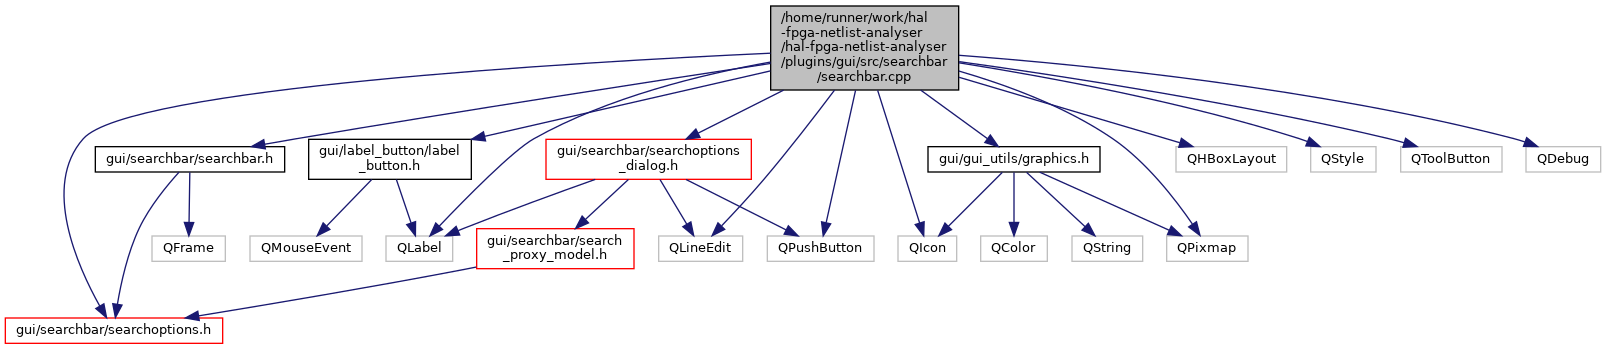 /home/runner/work/hal
-fpga-netlist-analyser
/hal-fpga-netlist-analyser
/plugins/gui/src/searchbar
/searchbar.cpp
gui/searchbar/searchbar.h
gui/label_button/label
_button.h
gui/searchbar/searchoptions
_dialog.h
gui/gui_utils/graphics.h
QHBoxLayout
QStyle
QToolButton
QDebug
QFrame
QMouseEvent
QLabel
gui/searchbar/search
_proxy_model.h
QLineEdit
QPushButton
QIcon
QColor
QString
QPixmap
gui/searchbar/searchoptions.h